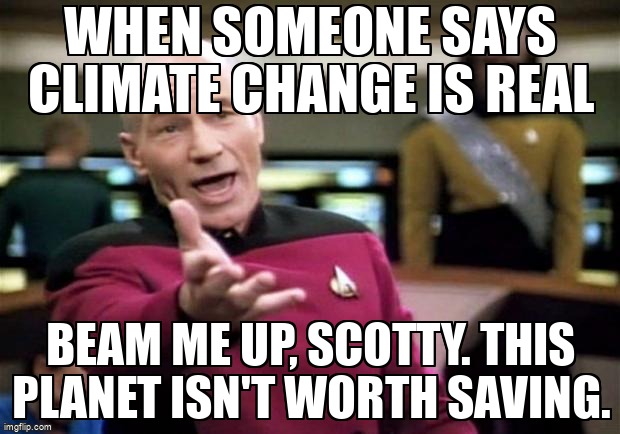 WHEN SOMEONE SAYS
CLIMATE CHANGE IS REAL
BEAM ME UP, SCOTTY. THIS
PLANET ISN'T WORTH SAVING.
imgflip.com